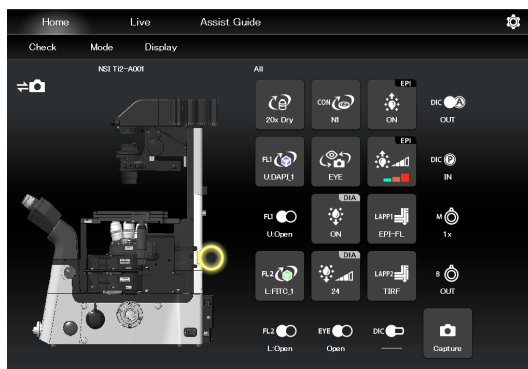 Home Live Assist Guide
Check Mode Display
NSI Ti2-A001 All
EPI
CON DIC A
20x Dry N1 ON OUT
EPI
FL1 DIC P
U:DAPI_1 EYE IN
DIA
FL1 LAPP1 M
U:Open ON EPI-FL 1x
DIA
FL2 LAPP2 B
L:FITC_1 24 TIRF OUT
FL2 EYE DIC
L:Open Open —— Capture